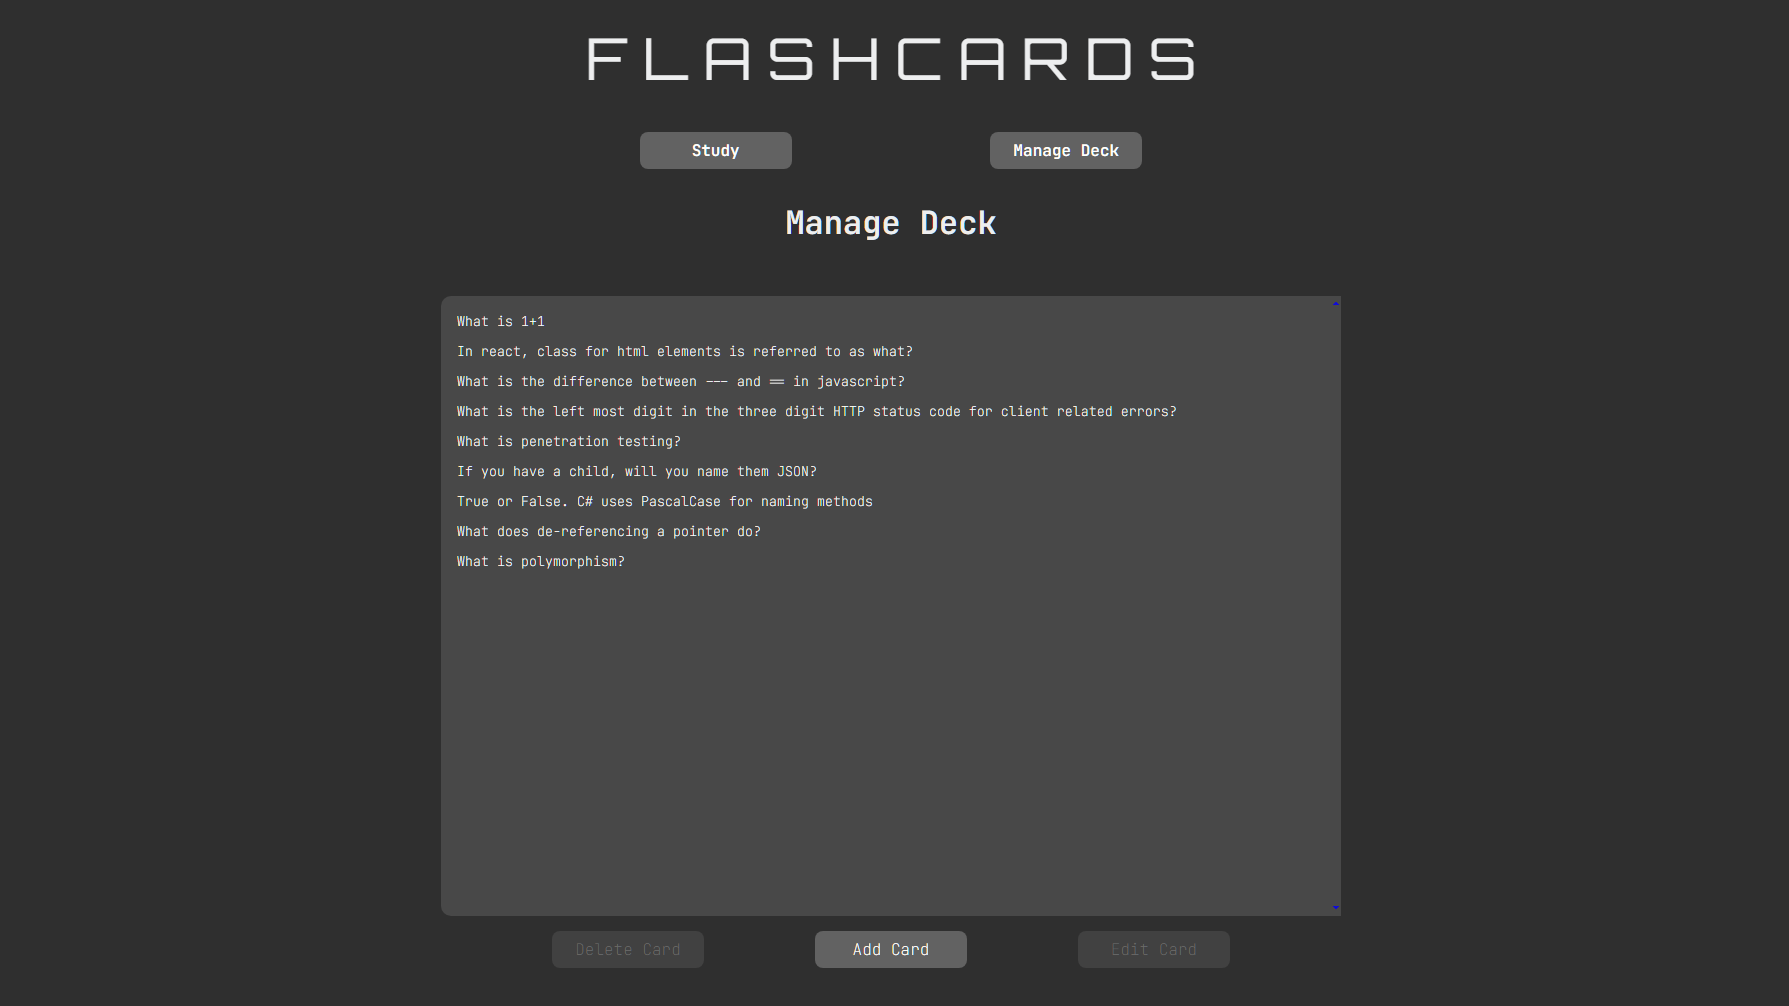 FLASHCARDS
Study
Manage Deck
Manage Deck
What is 1+1
In react, class for html elements is referred to as what?
What is the difference between --- and == in javascript?
What is the left most digit in the three digit HTTP status code for client related errors?
What is penetration testing?
If you have a child, will you name them JSON?
True or False. C# uses PascalCase for naming methods
What does de-referencing a pointer do?
What is polymorphism?
Delete Card
Add Card
Edit Card